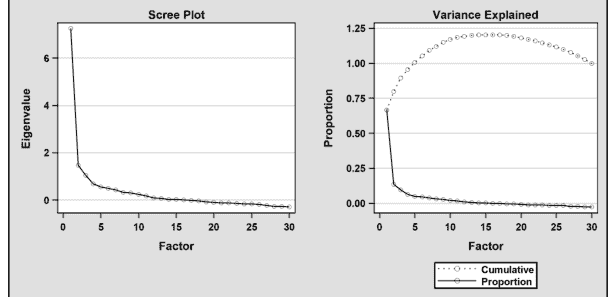 Scree Plot
Eigenvalue
6
4
2
0
0 5 10 15 20 25 30
Factor
Variance Explained
Proportion
1.25
1.00
0.75
0.50
0.25
0.00
0 5 10 15 20 25 30
Factor
Cumulative
Proportion